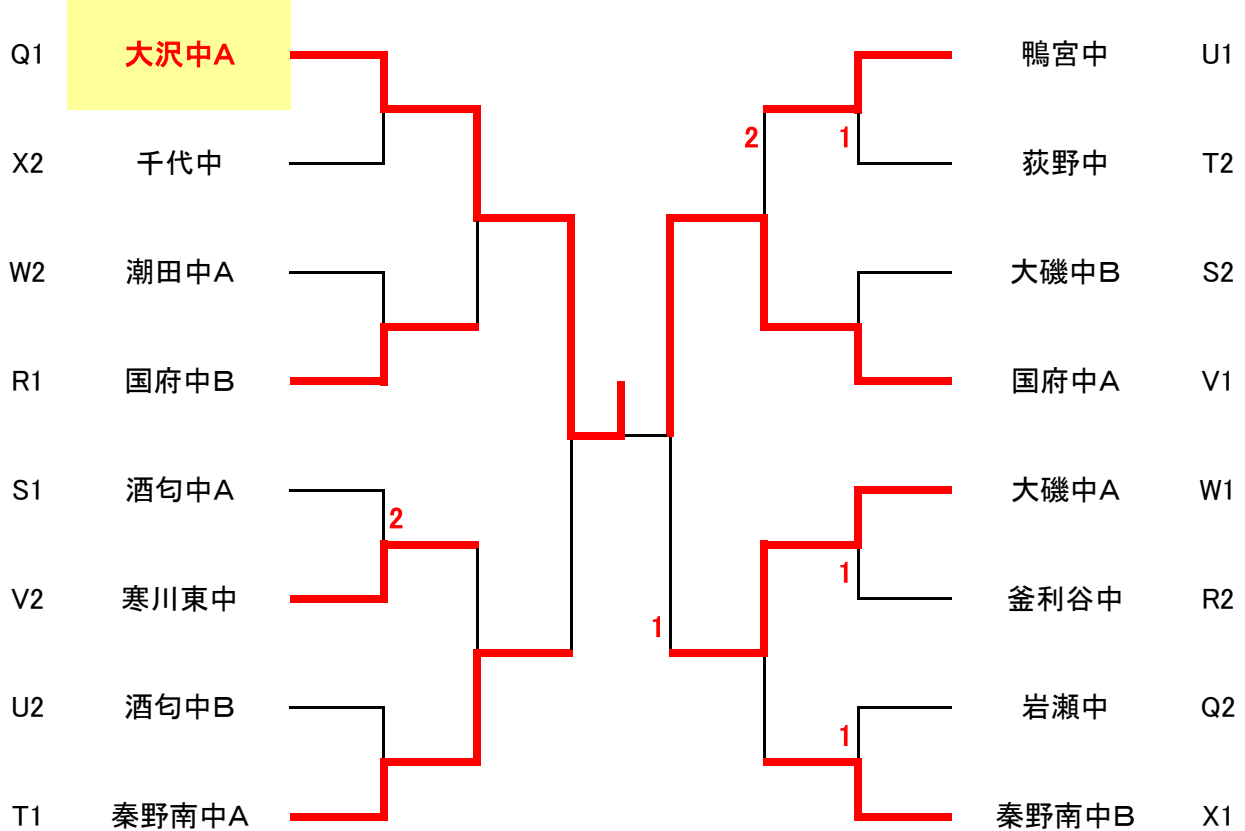 Q1 大沢中A 鴨宮中 U1
2 1
X2 千代中 荻野中 T2
W2 潮田中A 大磯中B S2
R1 国府中B 国府中A V1
S1 酒匂中A 大磯中A W1
2
1
V2 寒川東中 釜利谷中 R2
1
U2 酒匂中B 岩瀬中 Q2
1
T1 秦野南中A 秦野南中B X1